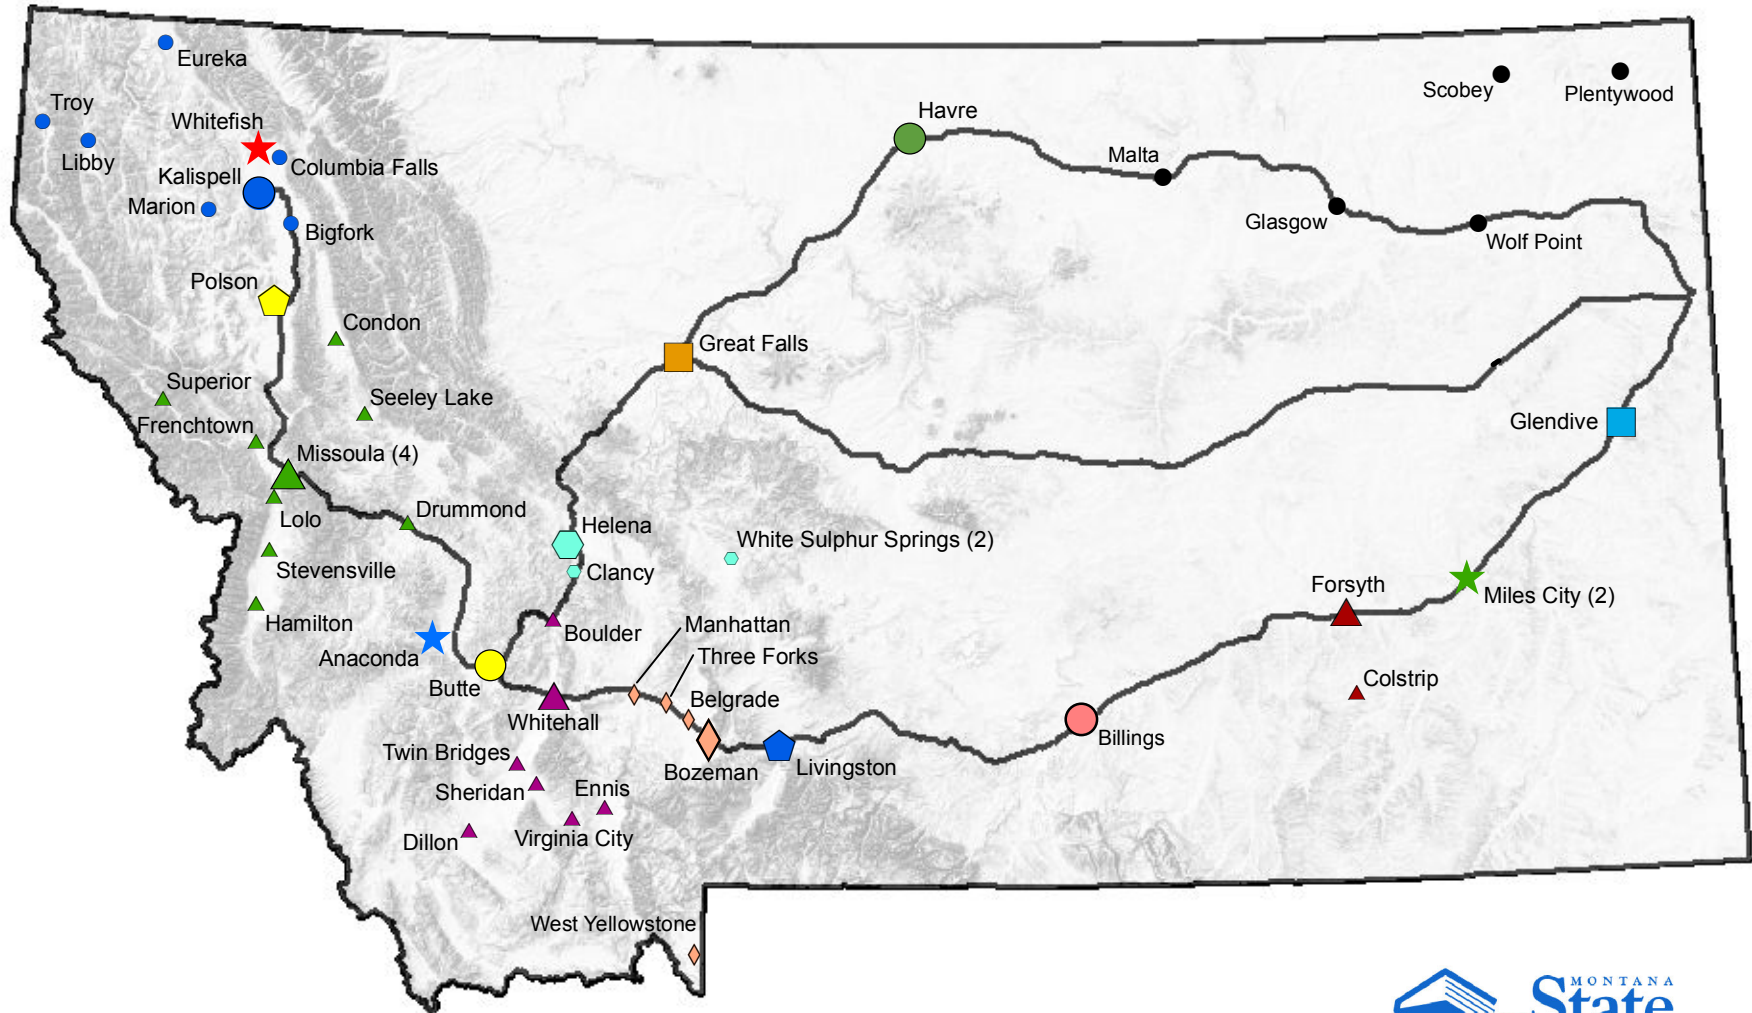 Eureka
Scobey
Plentywood
Troy
Havre
Whitefish
Libby
Columbia Falls
Malta
Kalispell
Marion
Glasgow
Bigfork
Wolf Point
Polson
Condon
Great Falls
Superior
Seeley Lake
Frenchtown
Glendive
Missoula (4)
Lolo
Drummond
Helena
White Sulphur Springs (2)
Stevensville
Clancy
Forsyth
Miles City (2)
Hamilton
Boulder
Manhattan
Anaconda
Three Forks
Butte
Colstrip
Belgrade
Whitehall
Billings
Twin Bridges
Bozeman
Livingston
Sheridan
Ennis
Dillon
Virginia City
West Yellowstone
MONTANA
State